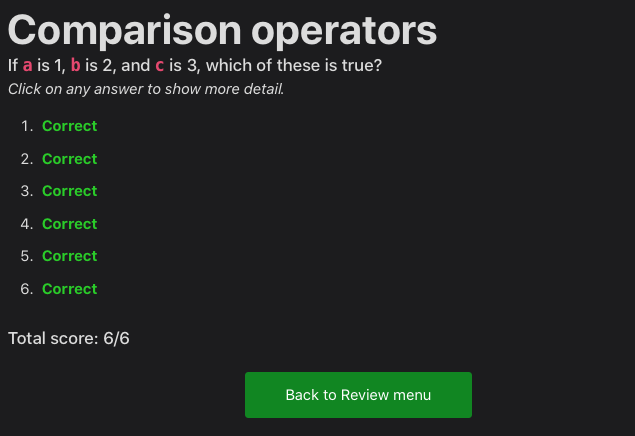 Comparison operators
If a is 1, b is 2, and c is 3, which of these is true?
Click on any answer to show more detail.
1. Correct
2. Correct
3. Correct
4. Correct
5. Correct
6. Correct
Total score: 6/6
Back to Review menu